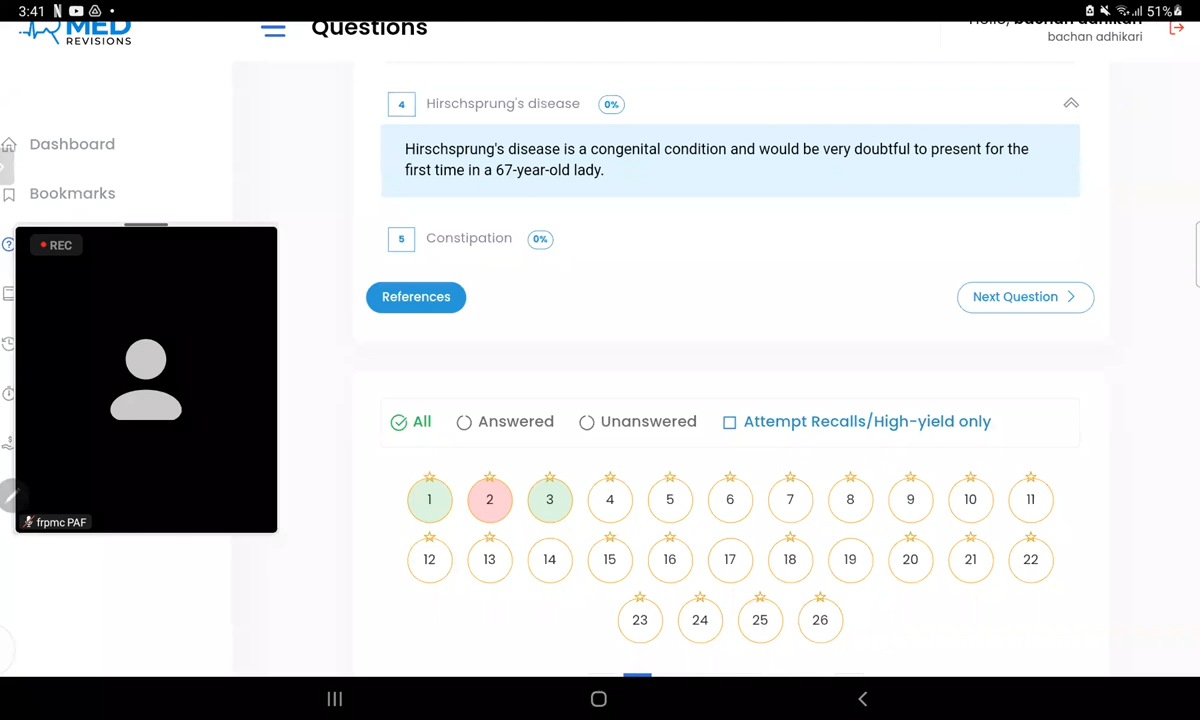 3:41
51%
MED
REVISIONS
Questions
bachan adhikari
4 Hirschsprung's disease 0%
Hirschsprung's disease is a congenital condition and would be very doubtful to present for the
first time in a 67-year-old lady.
Dashboard
Bookmarks
5 Constipation 0%
REC
References
Next Question
All Answered Unanswered Attempt Recalls/High-yield only
1 2 3 4 5 6 7 8 9 10 11
frpmc PAF
12 13 14 15 16 17 18 19 20 21 22
23 24 25 26